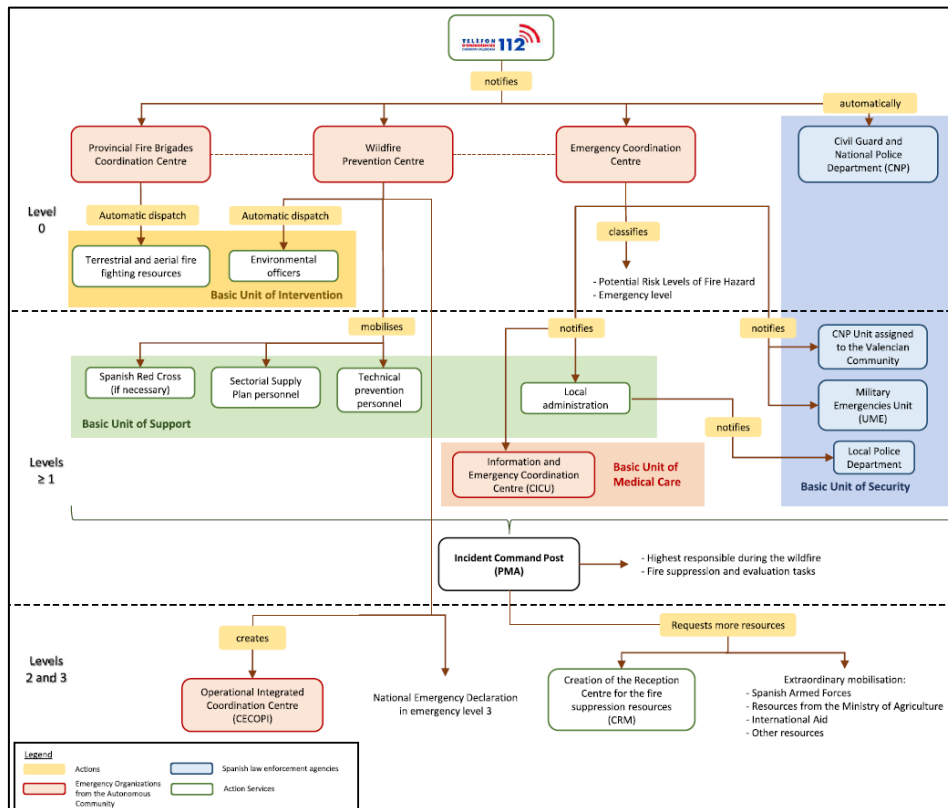 TELÈFON
D'EMERGÈNCIES
COMUNITAT VALENCIANA
112
notifies
automatically
Provincial Fire Brigades
Coordination Centre
Wildfire
Prevention Centre
Emergency Coordination
Centre
Civil Guard and
National Police
Department (CNP)
Level
0
Automatic dispatch
Automatic dispatch
classifies
Terrestrial and aerial fire
fighting resources
Environmental
officers
Basic Unit of Intervention
- Potential Risk Levels of Fire Hazard
- Emergency level
mobilises
notifies
notifies
Spanish Red Cross
(if necessary)
Sectorial Supply
Plan personnel
Technical
prevention
personnel
Local
administration
CNP Unit assigned
to the Valencian
Community
Military
Emergencies Unit
(UME)
Basic Unit of Support
notifies
Levels
≥ 1
Information and
Emergency Coordination
Centre (CICU)
Basic Unit of
Medical Care
Local Police
Department
Basic Unit of Security
Incident Command Post
(PMA)
- Highest responsible during the wildfire
- Fire suppression and evaluation tasks
Levels
2 and 3
creates
Requests more resources
Operational Integrated
Coordination Centre
(CECOPI)
National Emergency Declaration
in emergency level 3
Creation of the Reception
Centre for the fire
suppression resources
(CRM)
Extraordinary mobilisation:
- Spanish Armed Forces
- Resources from the Ministry of Agriculture
- International Aid
- Other resources
Legend
Actions
Spanish law enforcement agencies
Emergency Organizations
from the Autonomous
Community
Action Services